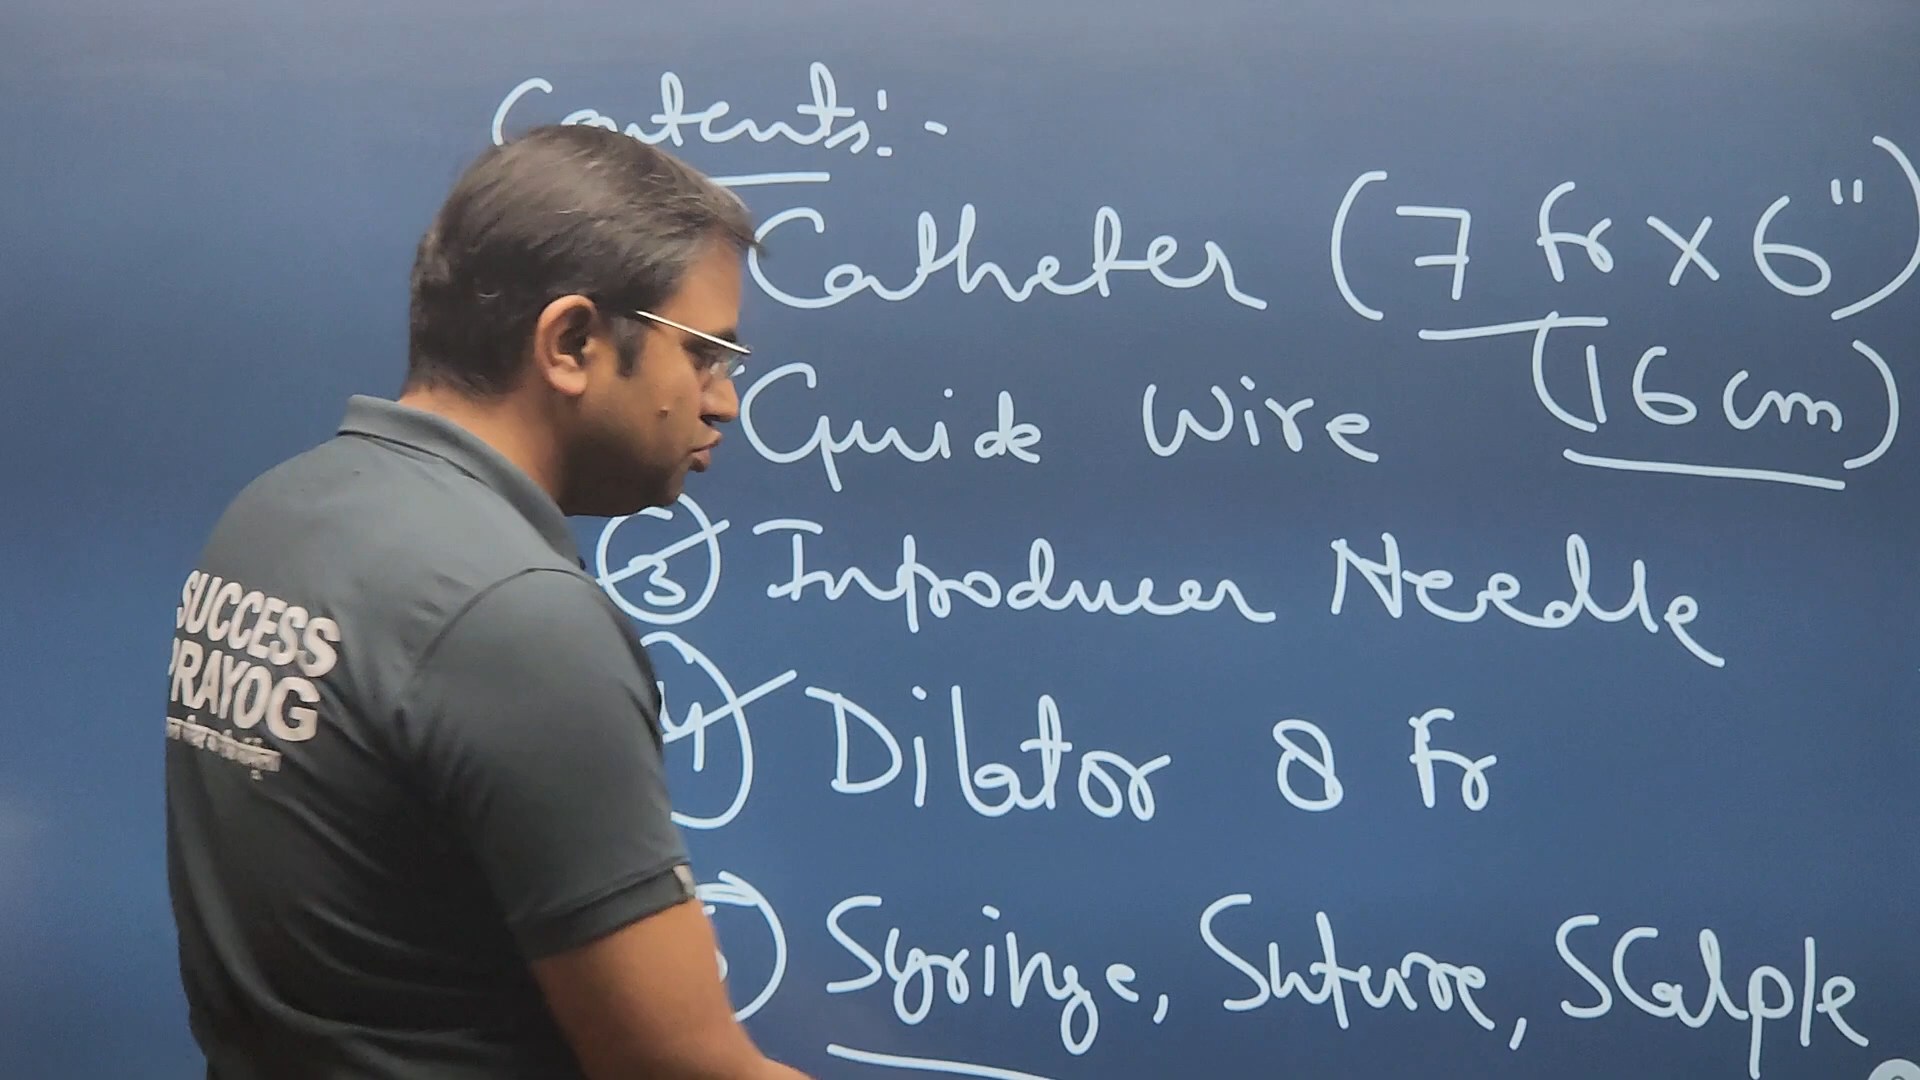 Contents:-
Catheter (7 Fr x 6")
(16 cm)
Guide Wire
3 Introducer Needle
4 Dilator 8 Fr
5 Syringe, Suture, Scalple
SUCCESS
PRAYOG